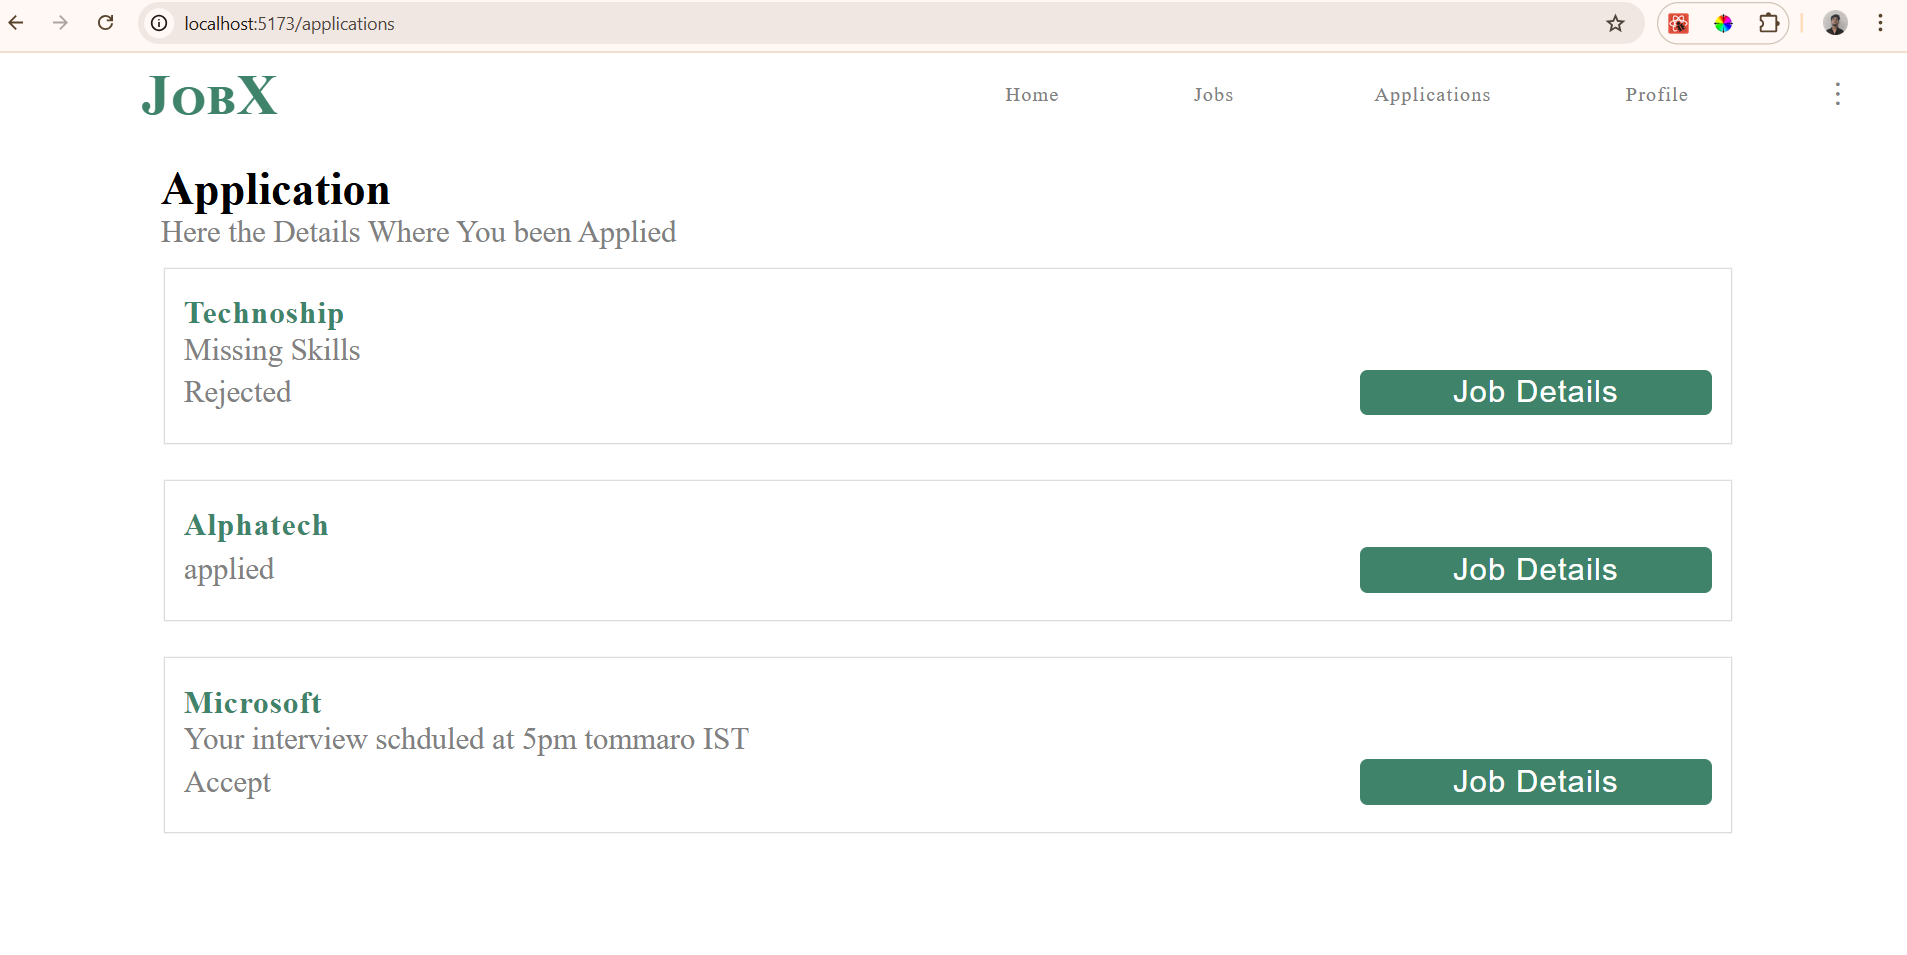 localhost:5173/applications
JobX
Home Jobs Applications Profile
Application
Here the Details Where You been Applied
Technoship
Missing Skills
Rejected
Job Details
Alphatech
applied
Job Details
Microsoft
Your interview schduled at 5pm tommaro IST
Accept
Job Details